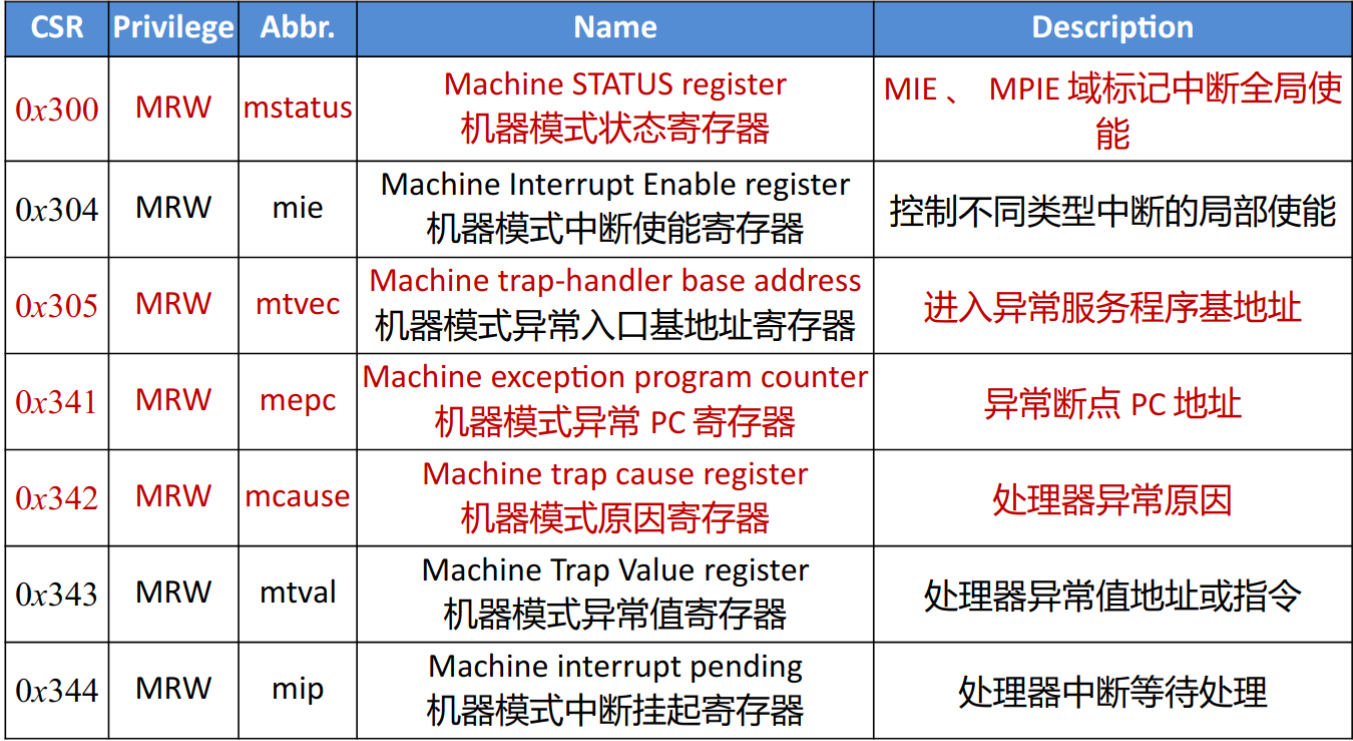 CSR Privilege Abbr. Name Description
0x300 MRW mstatus Machine STATUS register MIE 、 MPIE 域标记中断全局使
机器模式状态寄存器 能
0x304 MRW mie Machine Interrupt Enable register 控制不同类型中断的局部使能
机器模式中断使能寄存器
0x305 MRW mtvec Machine trap-handler base address 进入异常服务程序基地址
机器模式异常入口基地址寄存器
0x341 MRW mepc Machine exception program counter 异常断点 PC 地址
机器模式异常 PC 寄存器
0x342 MRW mcause Machine trap cause register 处理器异常原因
机器模式原因寄存器
0x343 MRW mtval Machine Trap Value register 处理器异常值地址或指令
机器模式异常值寄存器
0x344 MRW mip Machine interrupt pending 处理器中断等待处理
机器模式中断挂起寄存器